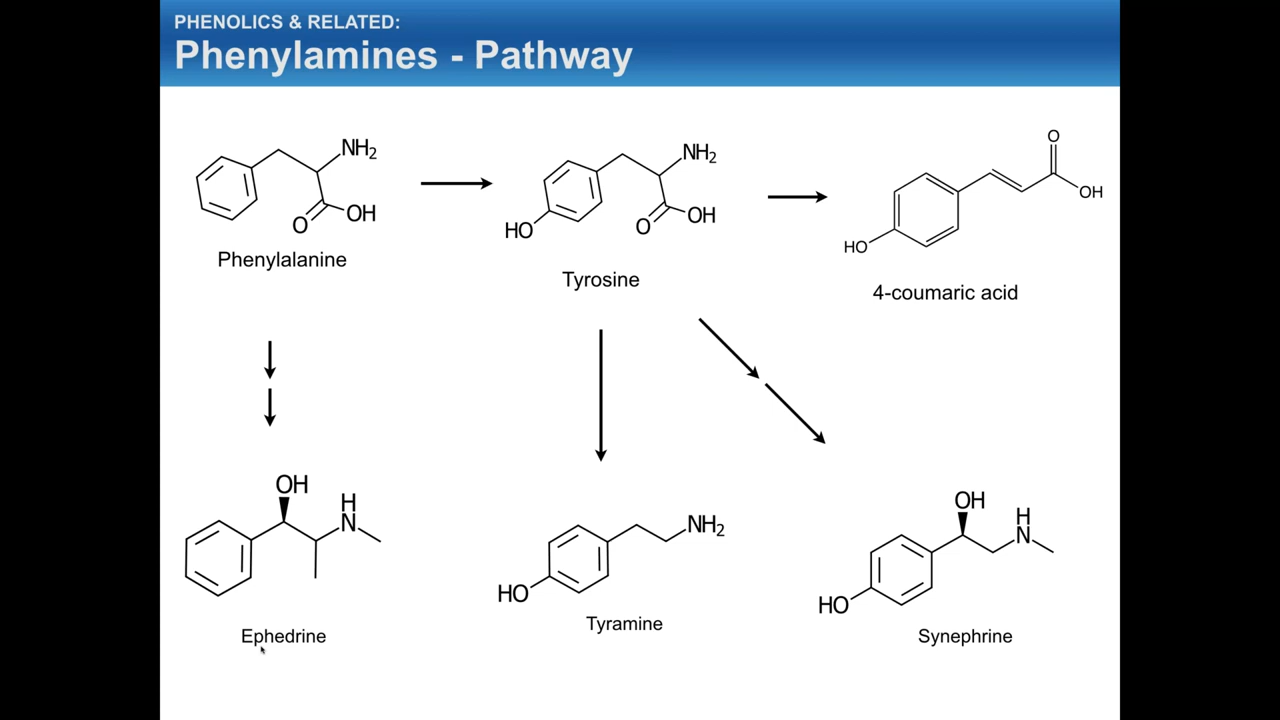 PHENOLICS & RELATED:
Phenylamines - Pathway
NH₂
O
OH
Phenylalanine
NH₂
HO
O
OH
Tyrosine
O
OH
HO
4-coumaric acid
OH
H
N
Ephedrine
NH₂
HO
Tyramine
OH
H
N
HO
Synephrine